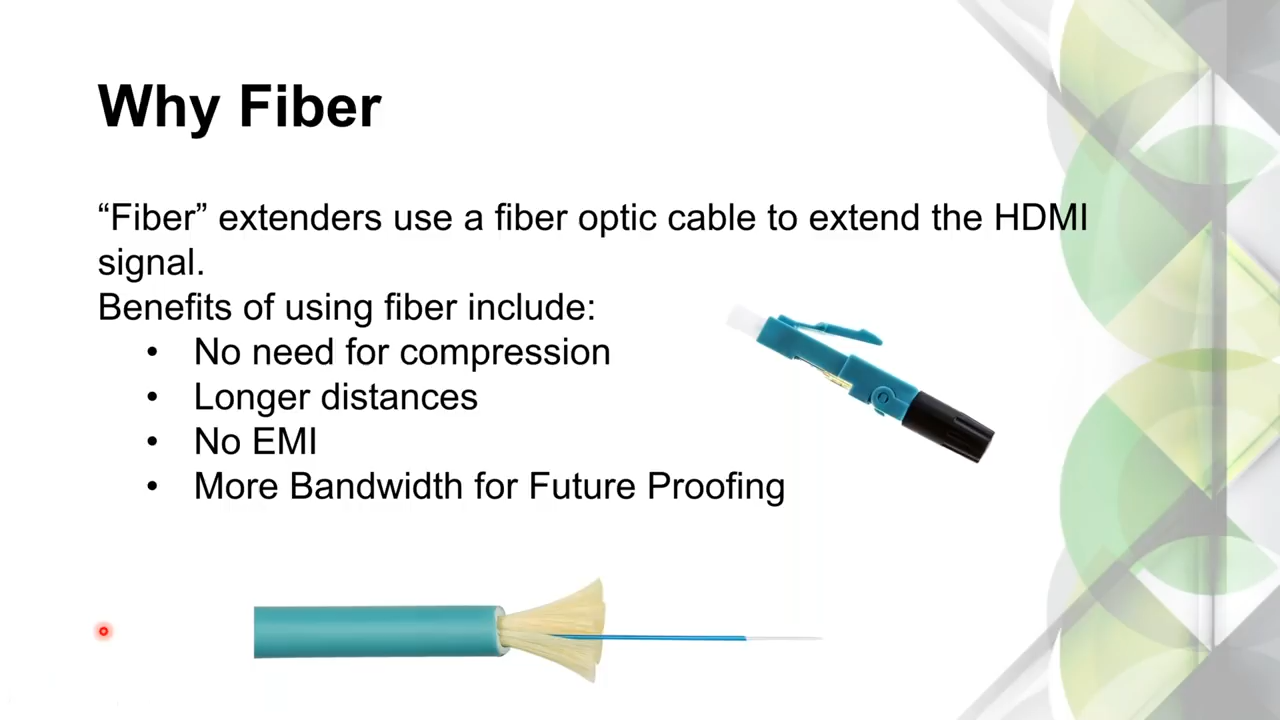 Why Fiber
“Fiber” extenders use a fiber optic cable to extend the HDMI
signal.
Benefits of using fiber include:
• No need for compression
• Longer distances
• No EMI
• More Bandwidth for Future Proofing